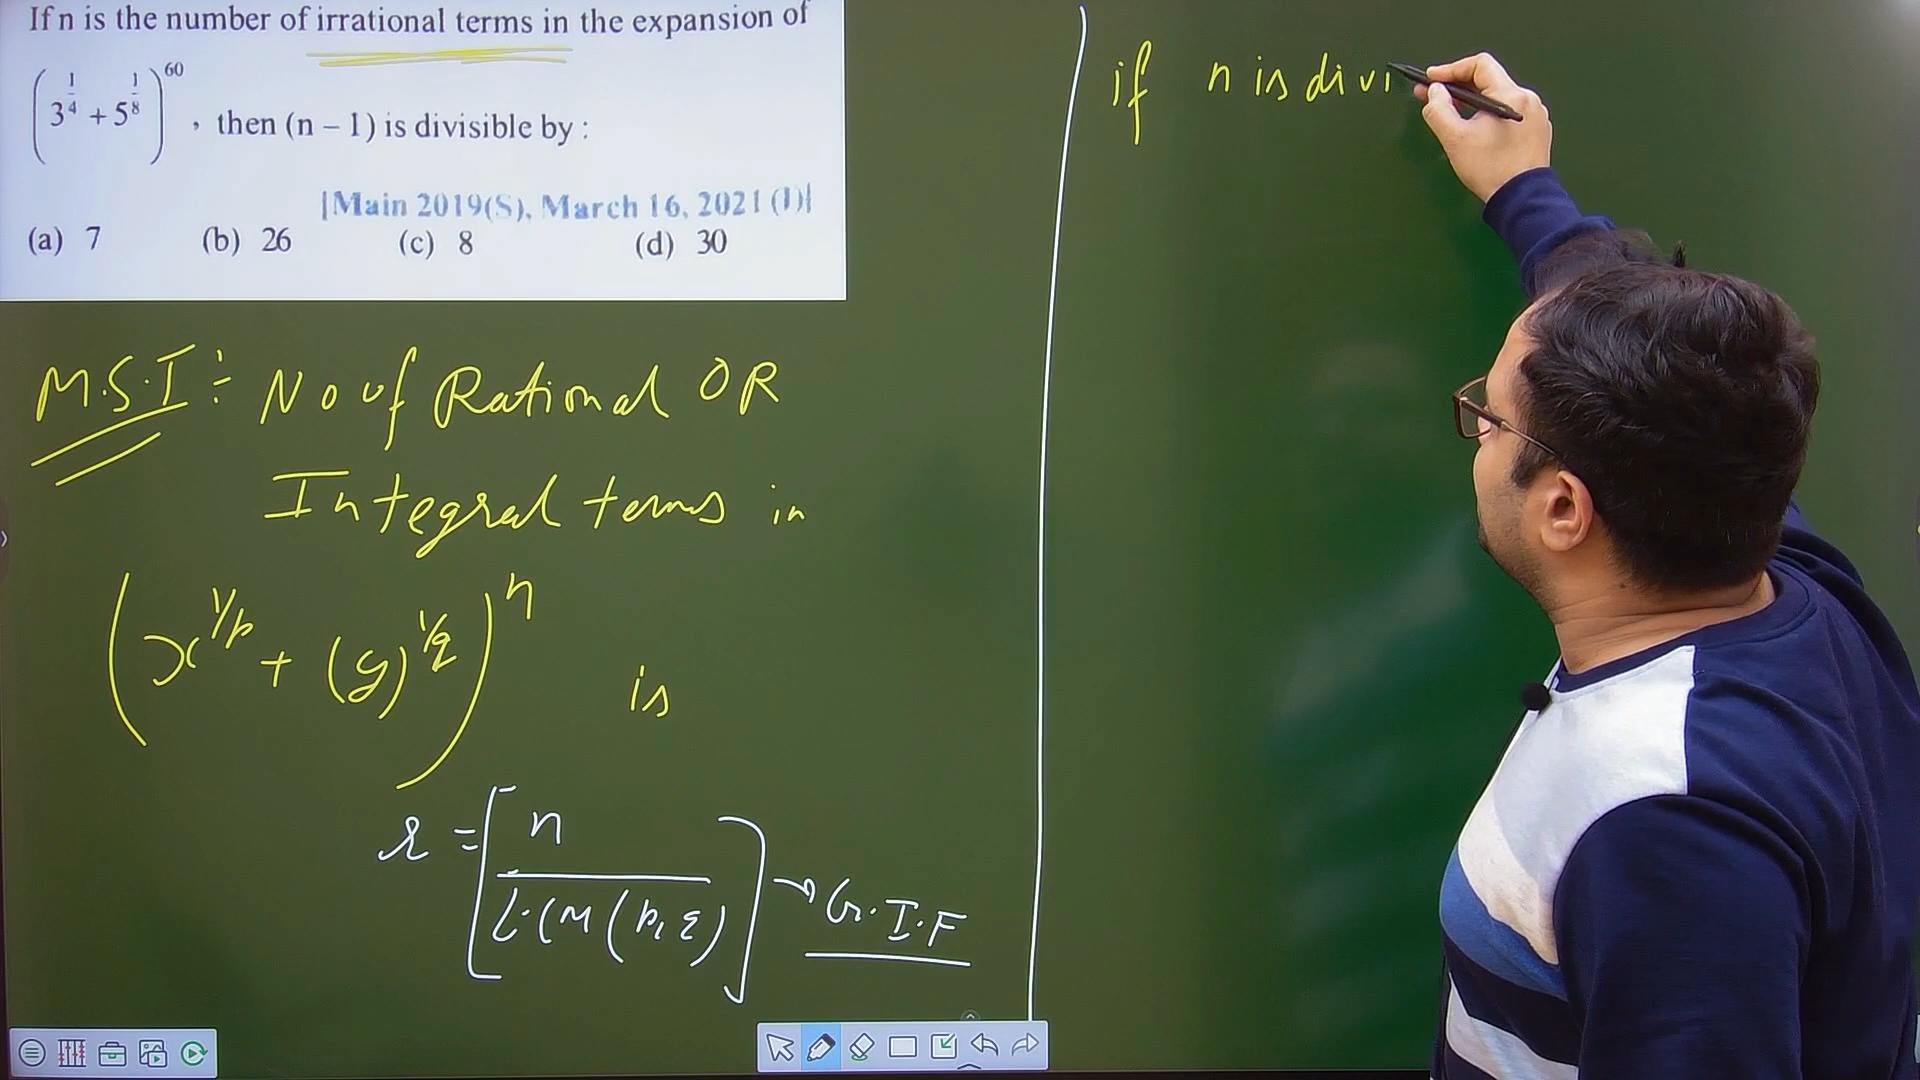 If n is the number of irrational terms in the expansion of
(3^{1/4} + 5^{1/8})^{60}, then (n – 1) is divisible by :
[Main 2019(S), March 16, 2021 (I)]
(a) 7 (b) 26 (c) 8 (d) 30
M.S.I :- No of Rational OR
Integral terms in
(x^{1/p} + (y)^{1/q})^n is
r = [n / L.CM (p, q)] → G.I.F
if n is divi